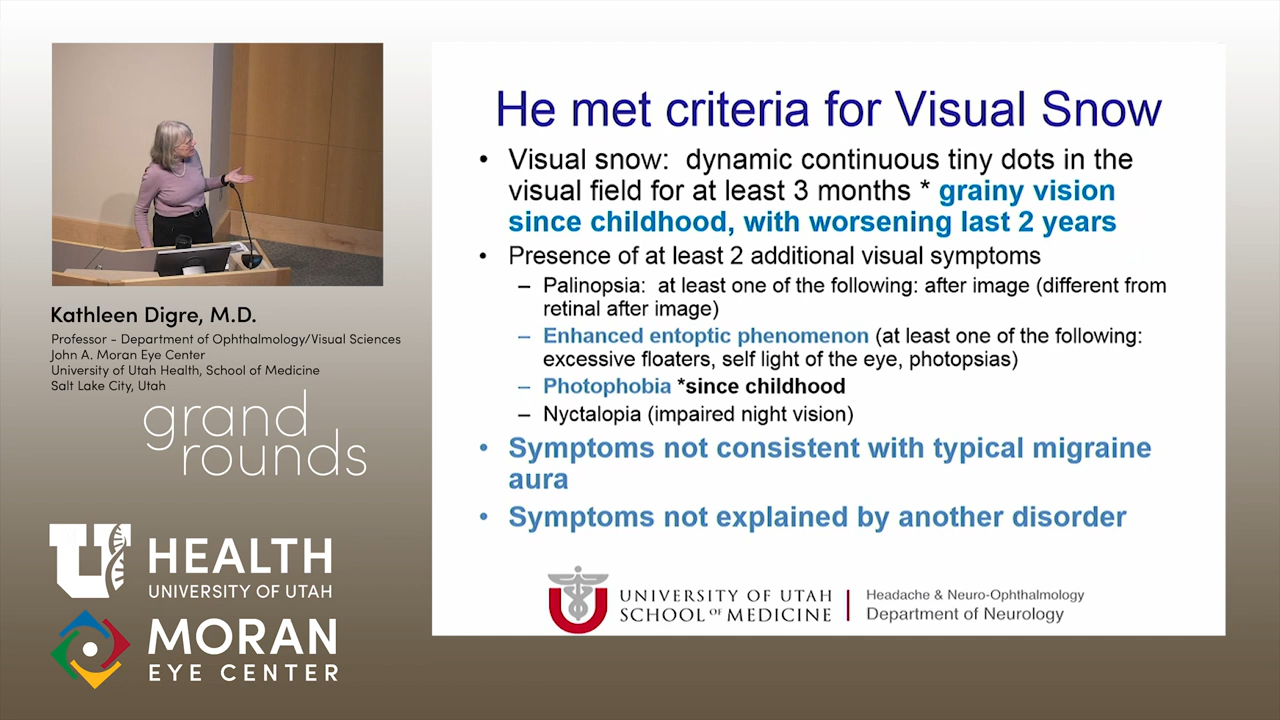 Kathleen Digre, M.D.
Professor - Department of Ophthalmology/Visual Sciences
John A. Moran Eye Center
University of Utah Health, School of Medicine
Salt Lake City, Utah
grand
rounds
U HEALTH
UNIVERSITY OF UTAH
MORAN
EYE CENTER
He met criteria for Visual Snow
• Visual snow: dynamic continuous tiny dots in the
visual field for at least 3 months * grainy vision
since childhood, with worsening last 2 years
• Presence of at least 2 additional visual symptoms
– Palinopsia: at least one of the following: after image (different from
retinal after image)
– Enhanced entoptic phenomenon (at least one of the following:
excessive floaters, self light of the eye, photopsias)
– Photophobia *since childhood
– Nyctalopia (impaired night vision)
• Symptoms not consistent with typical migraine
aura
• Symptoms not explained by another disorder
U
UNIVERSITY OF UTAH
SCHOOL OF MEDICINE
Headache & Neuro-Ophthalmology
Department of Neurology